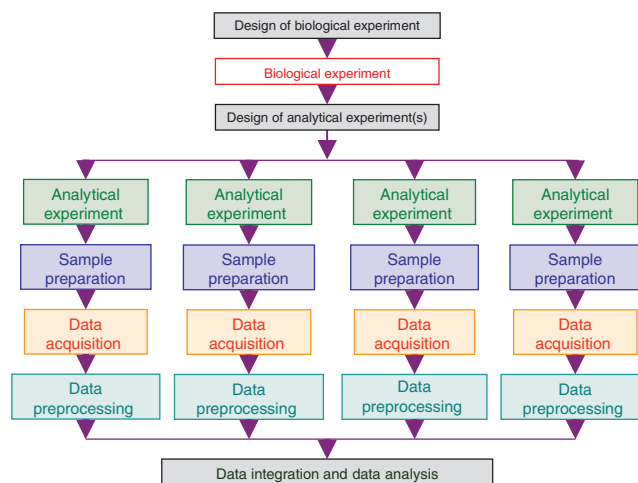 Design of biological experiment
Biological experiment
Design of analytical experiment(s)
Analytical
experiment
Analytical
experiment
Analytical
experiment
Analytical
experiment
Sample
preparation
Sample
preparation
Sample
preparation
Sample
preparation
Data
acquisition
Data
acquisition
Data
acquisition
Data
acquisition
Data
preprocessing
Data
preprocessing
Data
preprocessing
Data
preprocessing
Data integration and data analysis